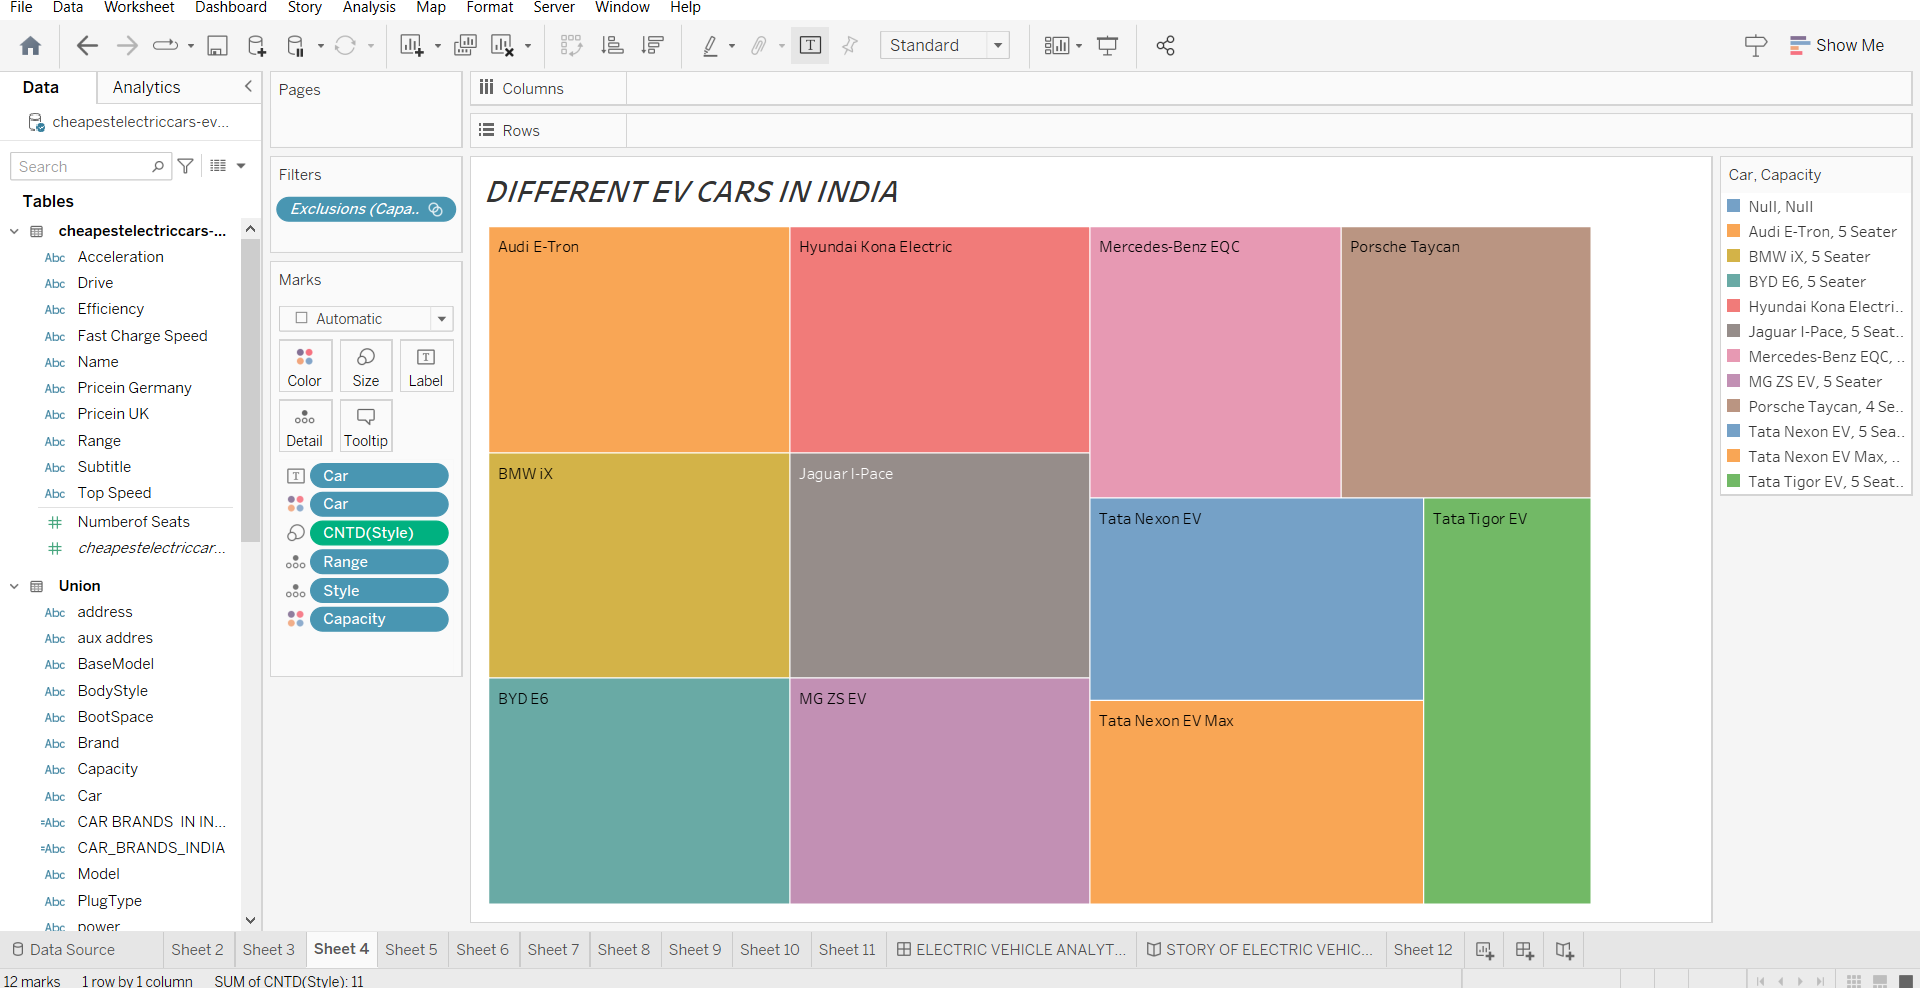 File Data Worksheet Dashboard Story Analysis Map Format Server Window Help
Standard
Show Me
Data Analytics
cheapestelectriccars-ev...
Search
Tables
cheapestelectriccars-...
Abc Acceleration
Abc Drive
Abc Efficiency
Abc Fast Charge Speed
Abc Name
Abc Pricein Germany
Abc Pricein UK
Abc Range
Abc Subtitle
Abc Top Speed
Numberof Seats
cheapestelectriccar...
Union
Abc address
Abc aux addres
Abc BaseModel
Abc BodyStyle
Abc BootSpace
Abc Brand
Abc Capacity
Abc Car
=Abc CAR BRANDS IN IN...
=Abc CAR_BRANDS_INDIA
Abc Model
Abc PlugType
Abc power
Pages
Filters
Exclusions (Capa..
Marks
Automatic
Color Size Label
Detail Tooltip
Car
Car
CNTD(Style)
Range
Style
Capacity
Columns
Rows
DIFFERENT EV CARS IN INDIA
Audi E-Tron
Hyundai Kona Electric
Mercedes-Benz EQC
Porsche Taycan
BMW iX
Jaguar I-Pace
Tata Nexon EV
Tata Tigor EV
BYD E6
MG ZS EV
Tata Nexon EV Max
Car, Capacity
Null, Null
Audi E-Tron, 5 Seater
BMW iX, 5 Seater
BYD E6, 5 Seater
Hyundai Kona Electri..
Jaguar I-Pace, 5 Seat..
Mercedes-Benz EQC, ..
MG ZS EV, 5 Seater
Porsche Taycan, 4 Se..
Tata Nexon EV, 5 Sea..
Tata Nexon EV Max, ..
Tata Tigor EV, 5 Seat..
Data Source Sheet 2 Sheet 3 Sheet 4 Sheet 5 Sheet 6 Sheet 7 Sheet 8 Sheet 9 Sheet 10 Sheet 11 ELECTRIC VEHICLE ANALYT... STORY OF ELECTRIC VEHIC... Sheet 12
12 marks 1 row by 1 column SUM of CNTD(Style): 11